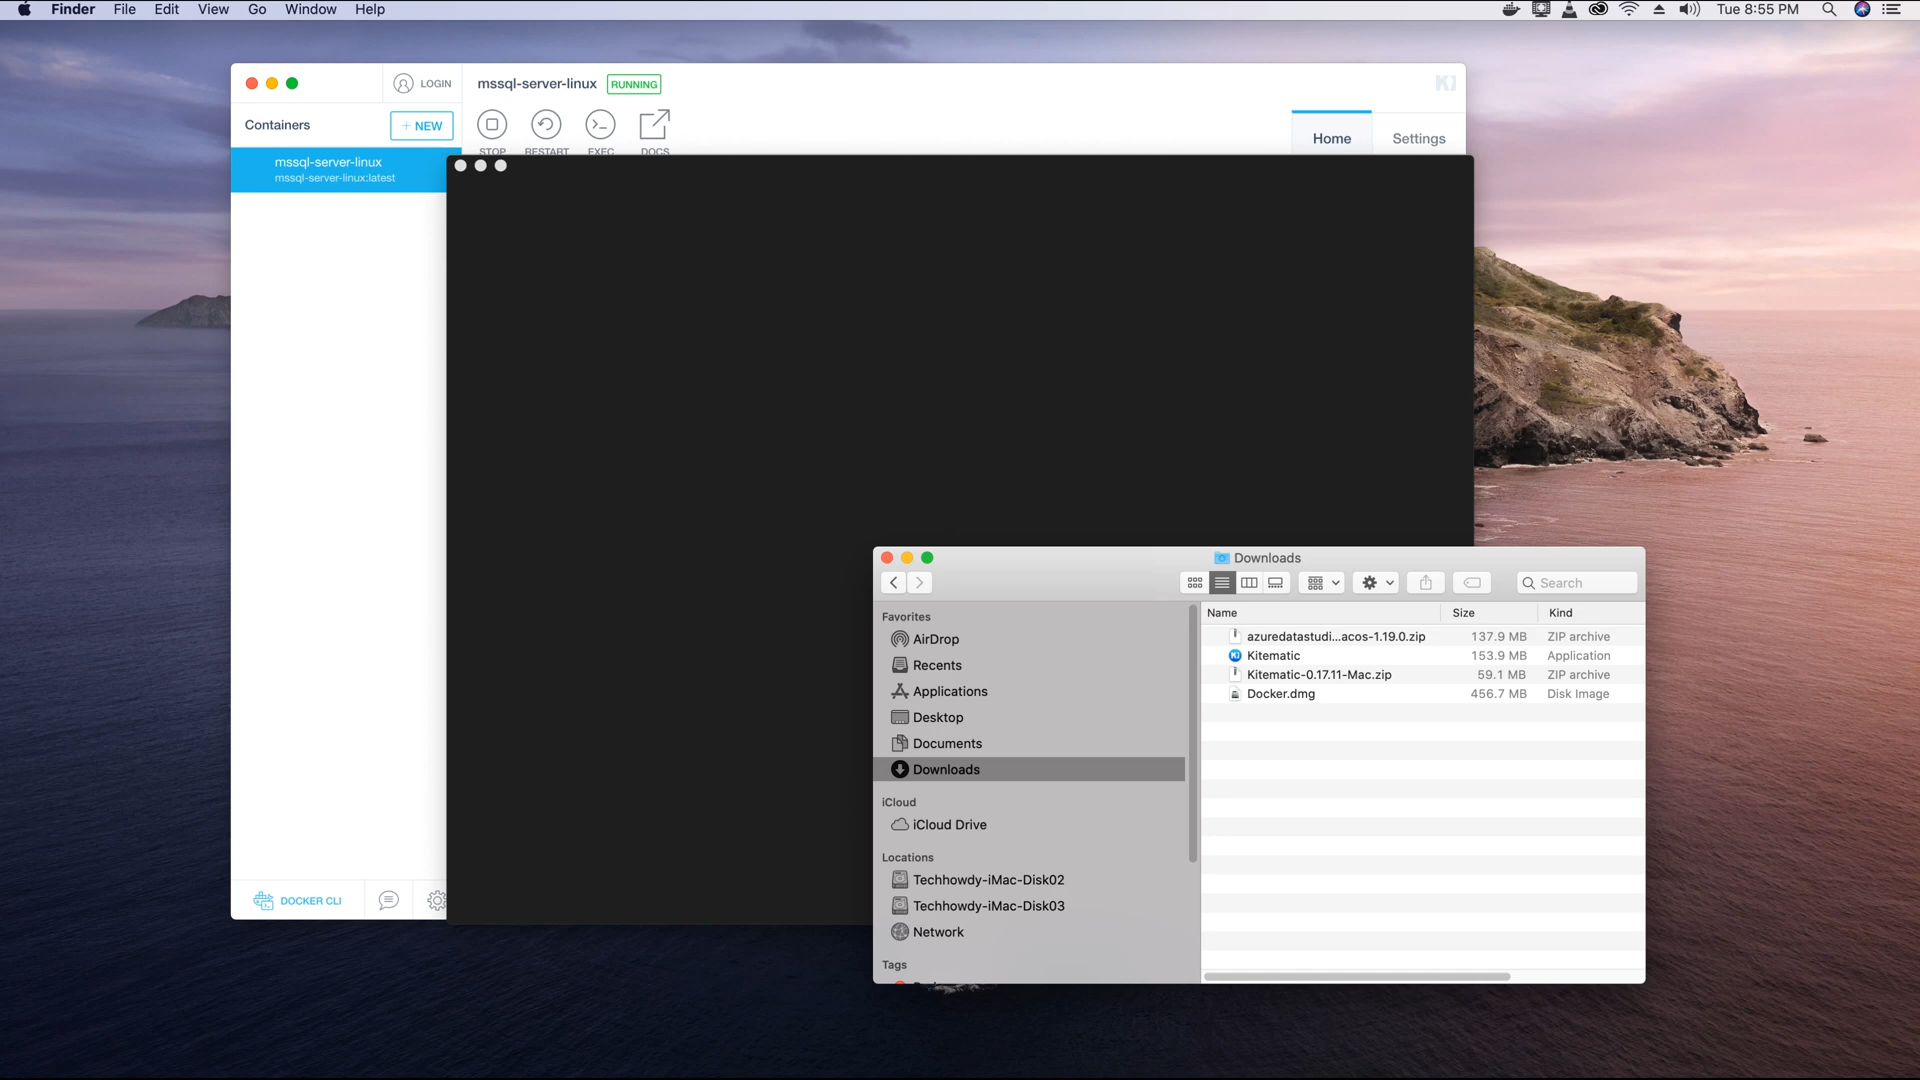 Finder File Edit View Go Window Help
Tue 8:55 PM
LOGIN
mssql-server-linux RUNNING
Containers
+ NEW
STOP RESTART EXEC DOCS
Home Settings
mssql-server-linux
mssql-server-linux:latest
DOCKER CLI
Downloads
Search
Favorites
AirDrop
Recents
Applications
Desktop
Documents
Downloads
iCloud
iCloud Drive
Locations
Techhowdy-iMac-Disk02
Techhowdy-iMac-Disk03
Network
Tags
Name Size Kind
azuredatastudi...acos-1.19.0.zip 137.9 MB ZIP archive
Kitematic 153.9 MB Application
Kitematic-0.17.11-Mac.zip 59.1 MB ZIP archive
Docker.dmg 456.7 MB Disk Image